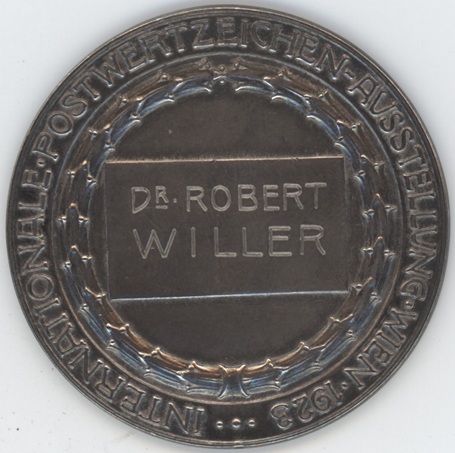 INTERNATIONALE·POSTWERTZEICHEN-AUSSTELLUNG·WIEN·1923
DR. ROBERT
WILLER